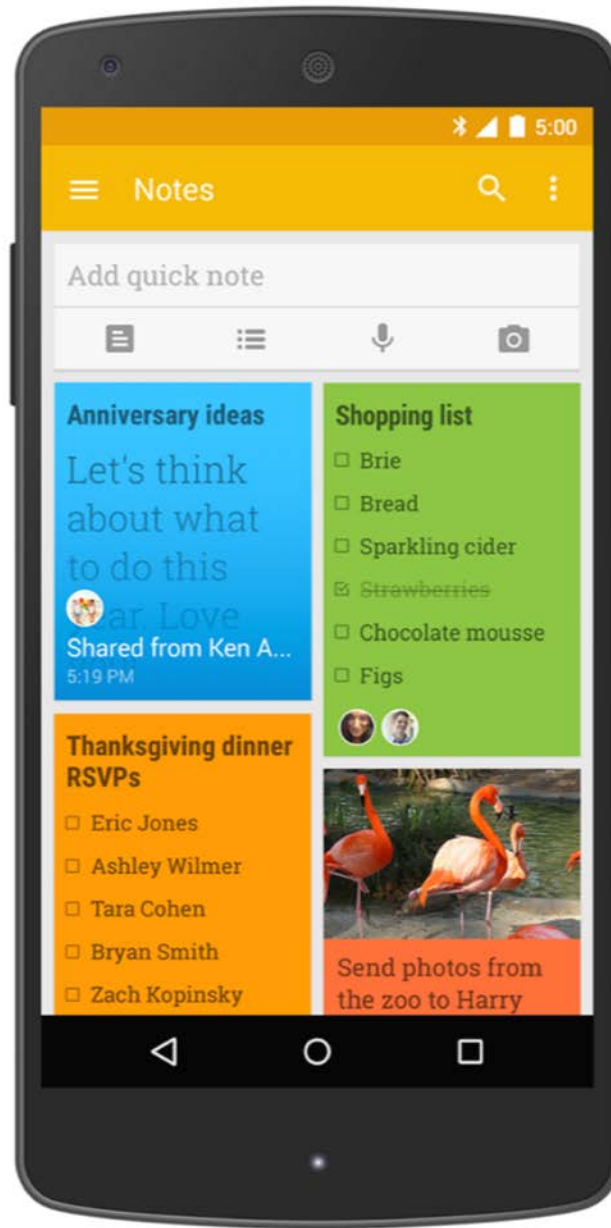 5:00
Notes
Add quick note
Anniversary ideas
Let's think
about what
to do this
Love
Shared from Ken A...
5:19 PM
Shopping list
Brie
Bread
Sparkling cider
Strawberries
Chocolate mousse
Figs
Thanksgiving dinner
RSVPs
Eric Jones
Ashley Wilmer
Tara Cohen
Bryan Smith
Zach Kopinsky
Send photos from
the zoo to Harry